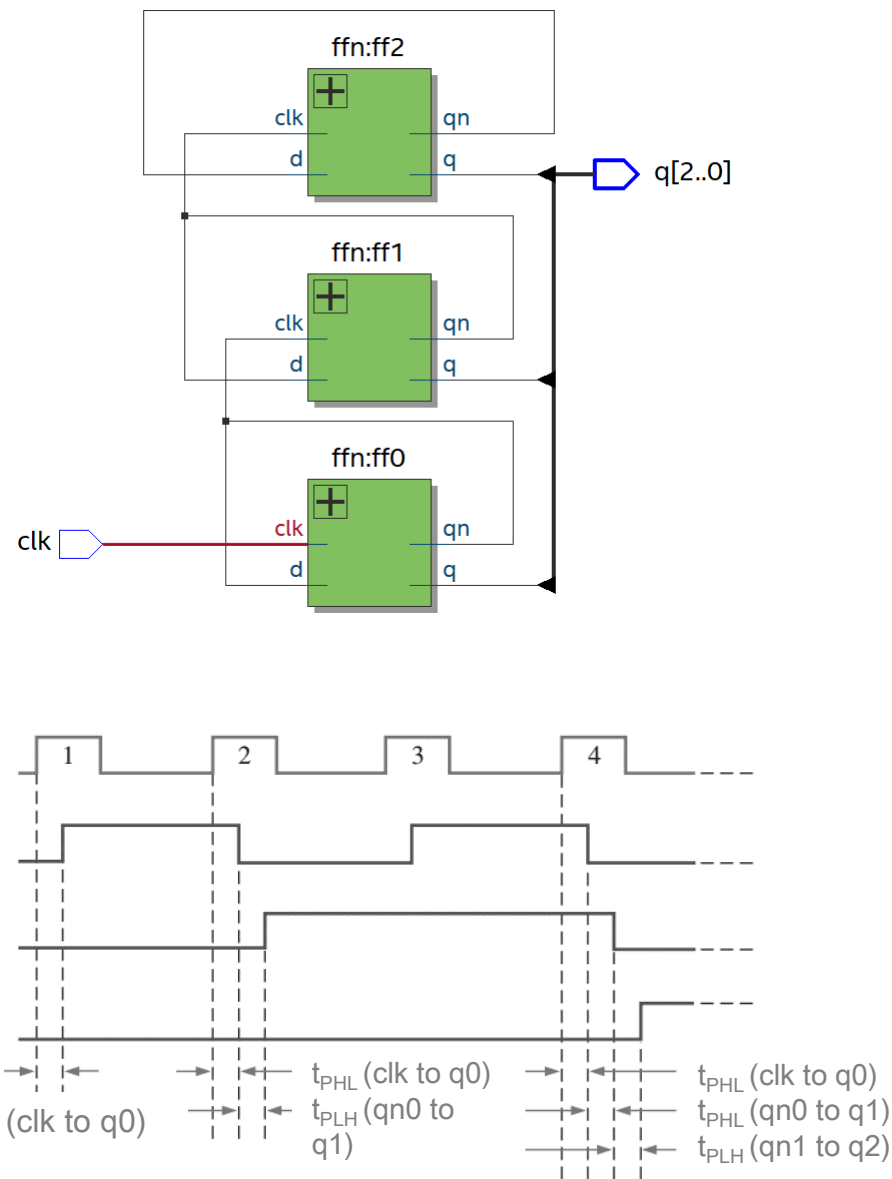 ffn:ff2
clk
qn
d
q
q[2..0]
ffn:ff1
clk
qn
d
q
ffn:ff0
clk
clk
qn
d
q
1
2
3
4
(clk to q0)
tPHL (clk to q0)
tPLH (qn0 to
q1)
tPHL (clk to q0)
tPHL (qn0 to q1)
tPLH (qn1 to q2)